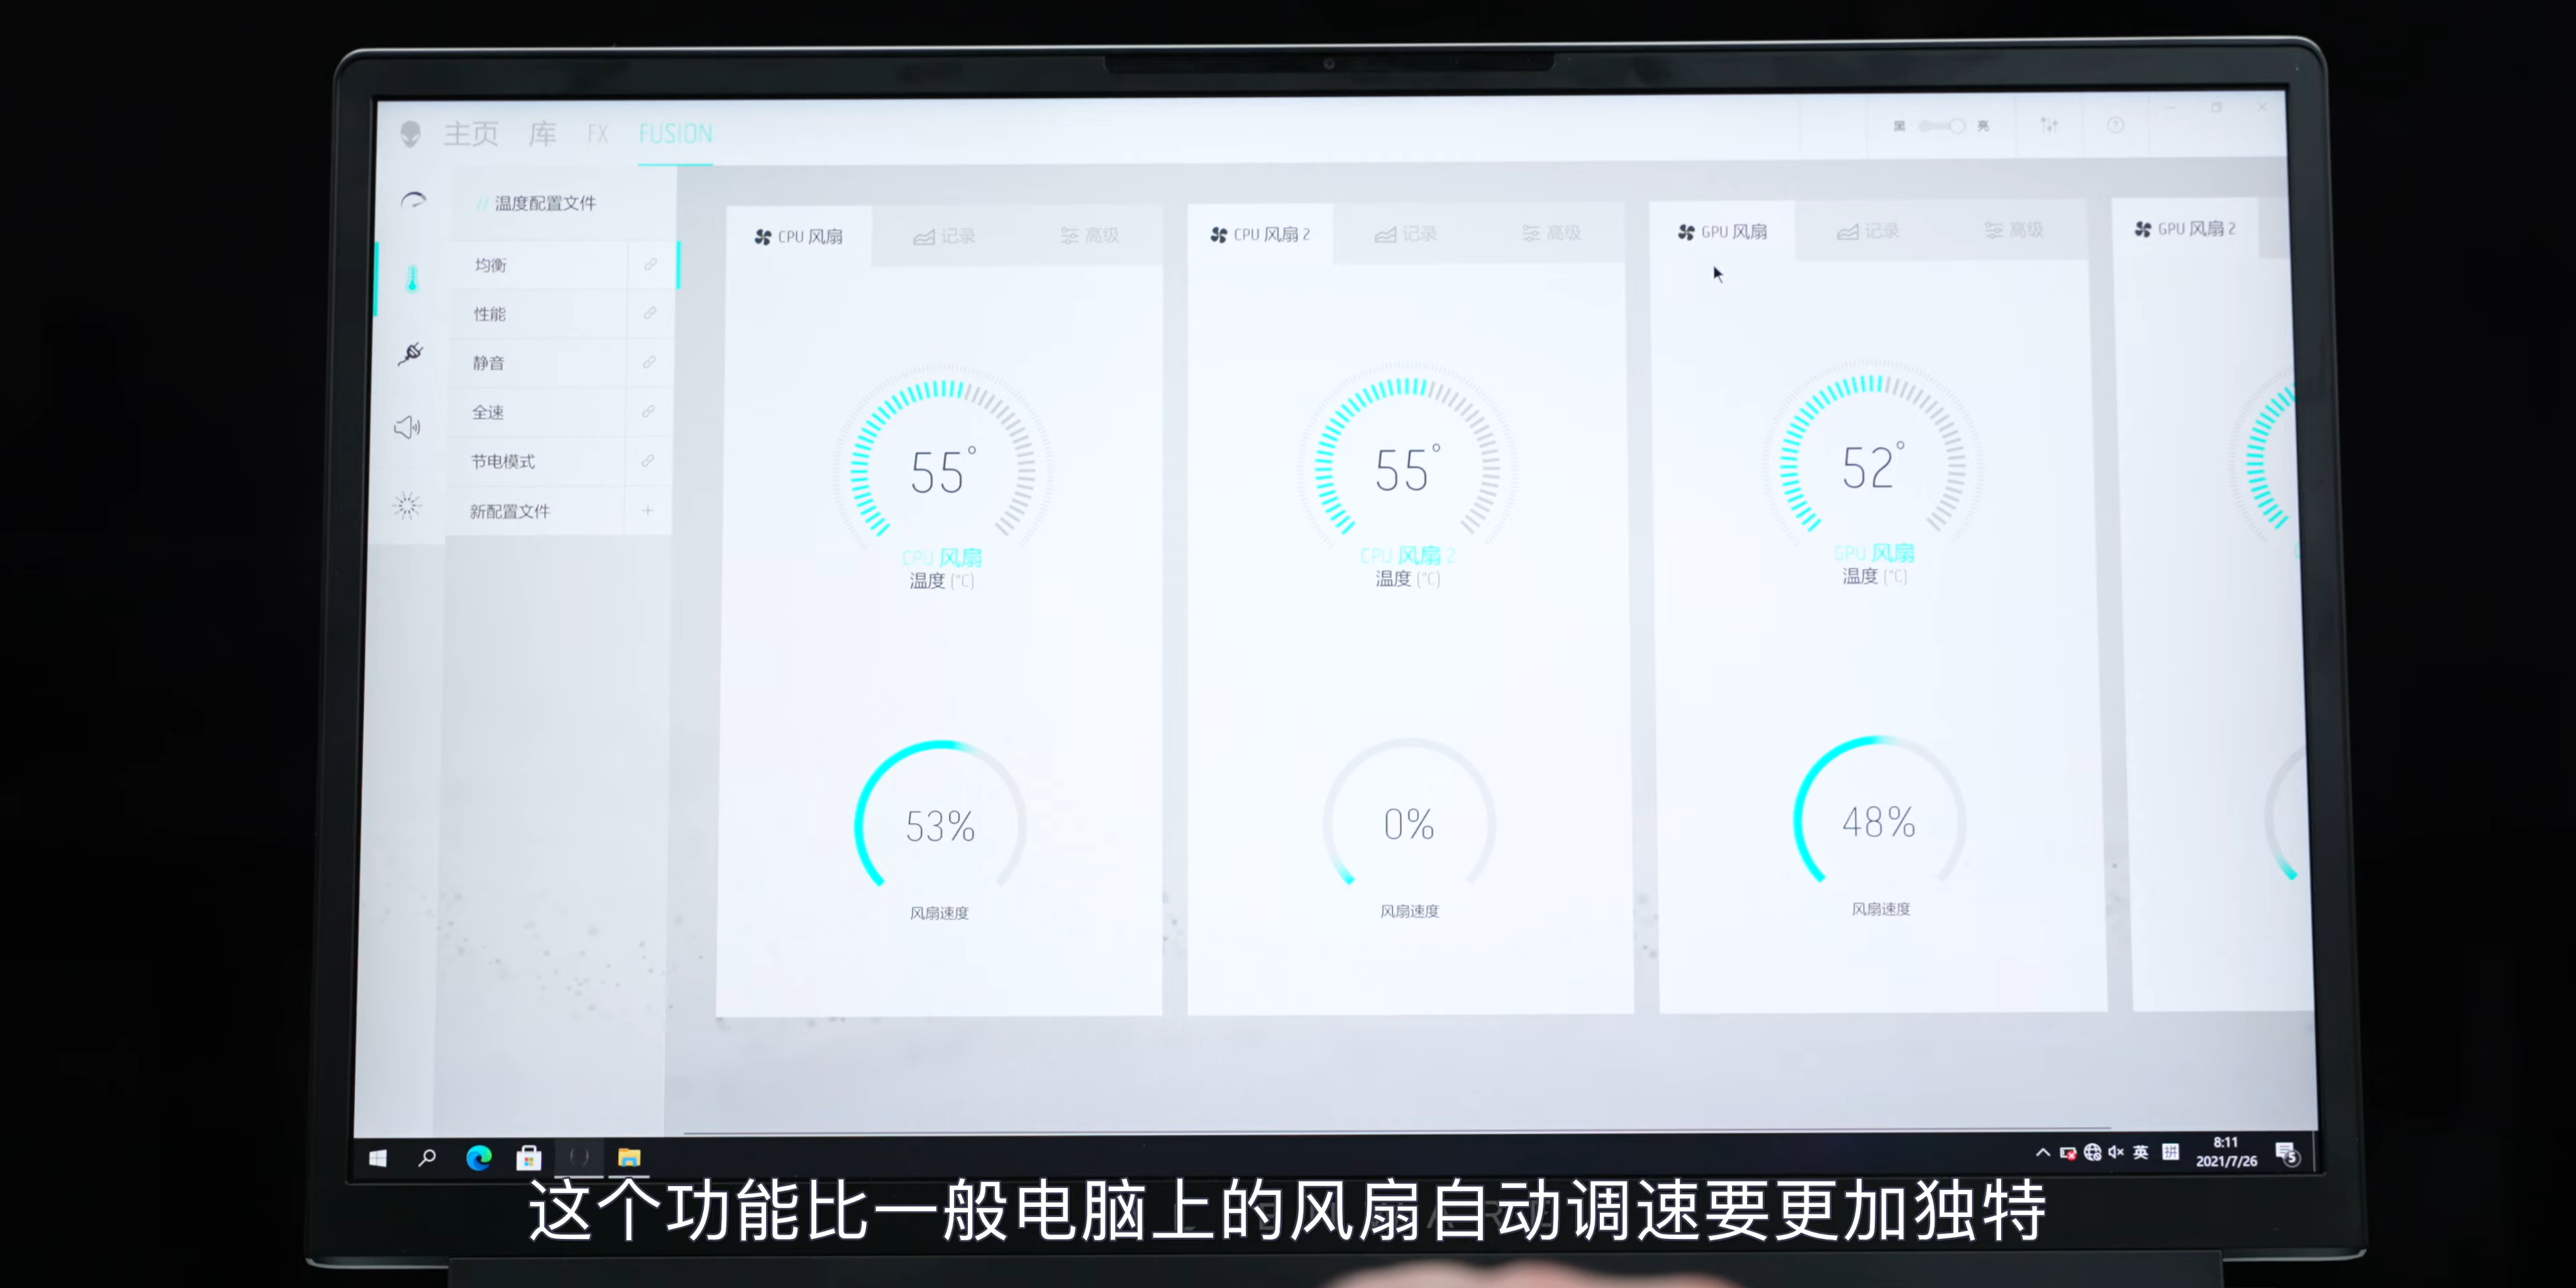 主页 库 FX FUSION
黑 亮
温度配置文件
均衡
性能
静音
全速
节电模式
新配置文件
CPU 风扇 记录 高级
55°
CPU 风扇
温度 (°C)
53%
风扇速度
CPU 风扇 2 记录 高级
55°
CPU 风扇 2
温度 (°C)
0%
风扇速度
GPU 风扇 记录 高级
52°
GPU 风扇
温度 (°C)
48%
风扇速度
GPU 风扇 2
英 拼
8:11
2021/7/26
5
这个功能比一般电脑上的风扇自动调速要更加独特